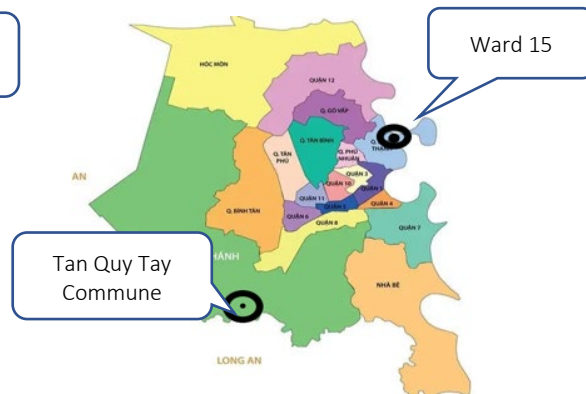 Ward 15
HÓC MÔN
QUẬN 12
Q. GÒ VẤP
Q. TÂN BÌNH
Q.
THẠNH
Q. TÂN
PHÚ
Q. PHÚ
NHUẬN
QUẬN 3
AN
QUẬN 10
QUẬN 1
QUẬN 11
QUẬN 4
Q. BÌNH TÂN
QUẬN 6
QUẬN 8
QUẬN 7
HÁNH
Tan Quy Tay
Commune
NHÀ BÈ
LONG AN